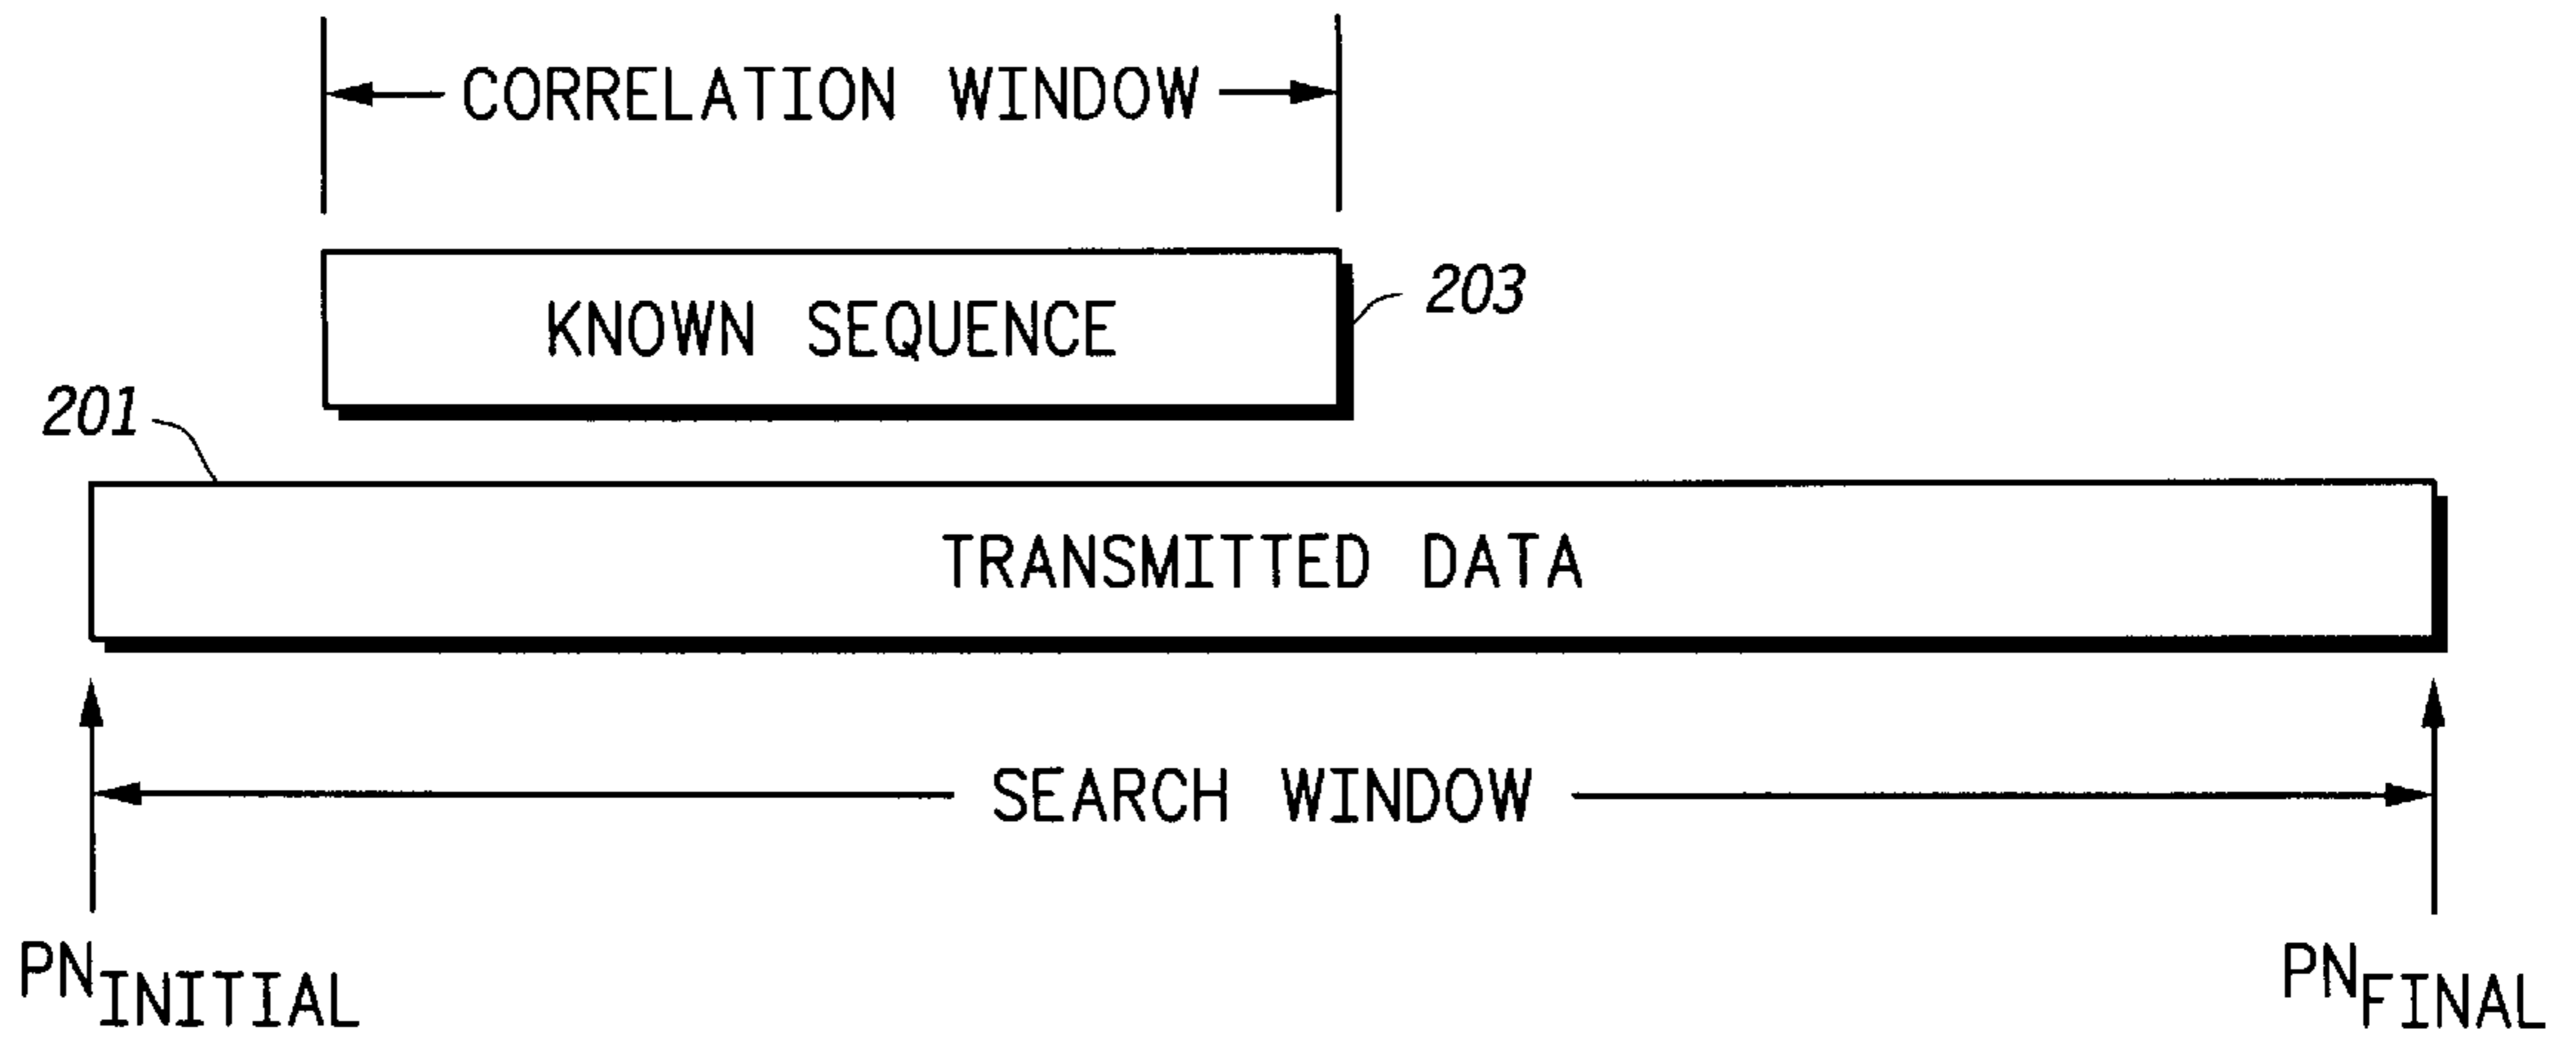 CORRELATION WINDOW
KNOWN SEQUENCE
203
201
TRANSMITTED DATA
SEARCH WINDOW
PNINITIAL
PNFINAL